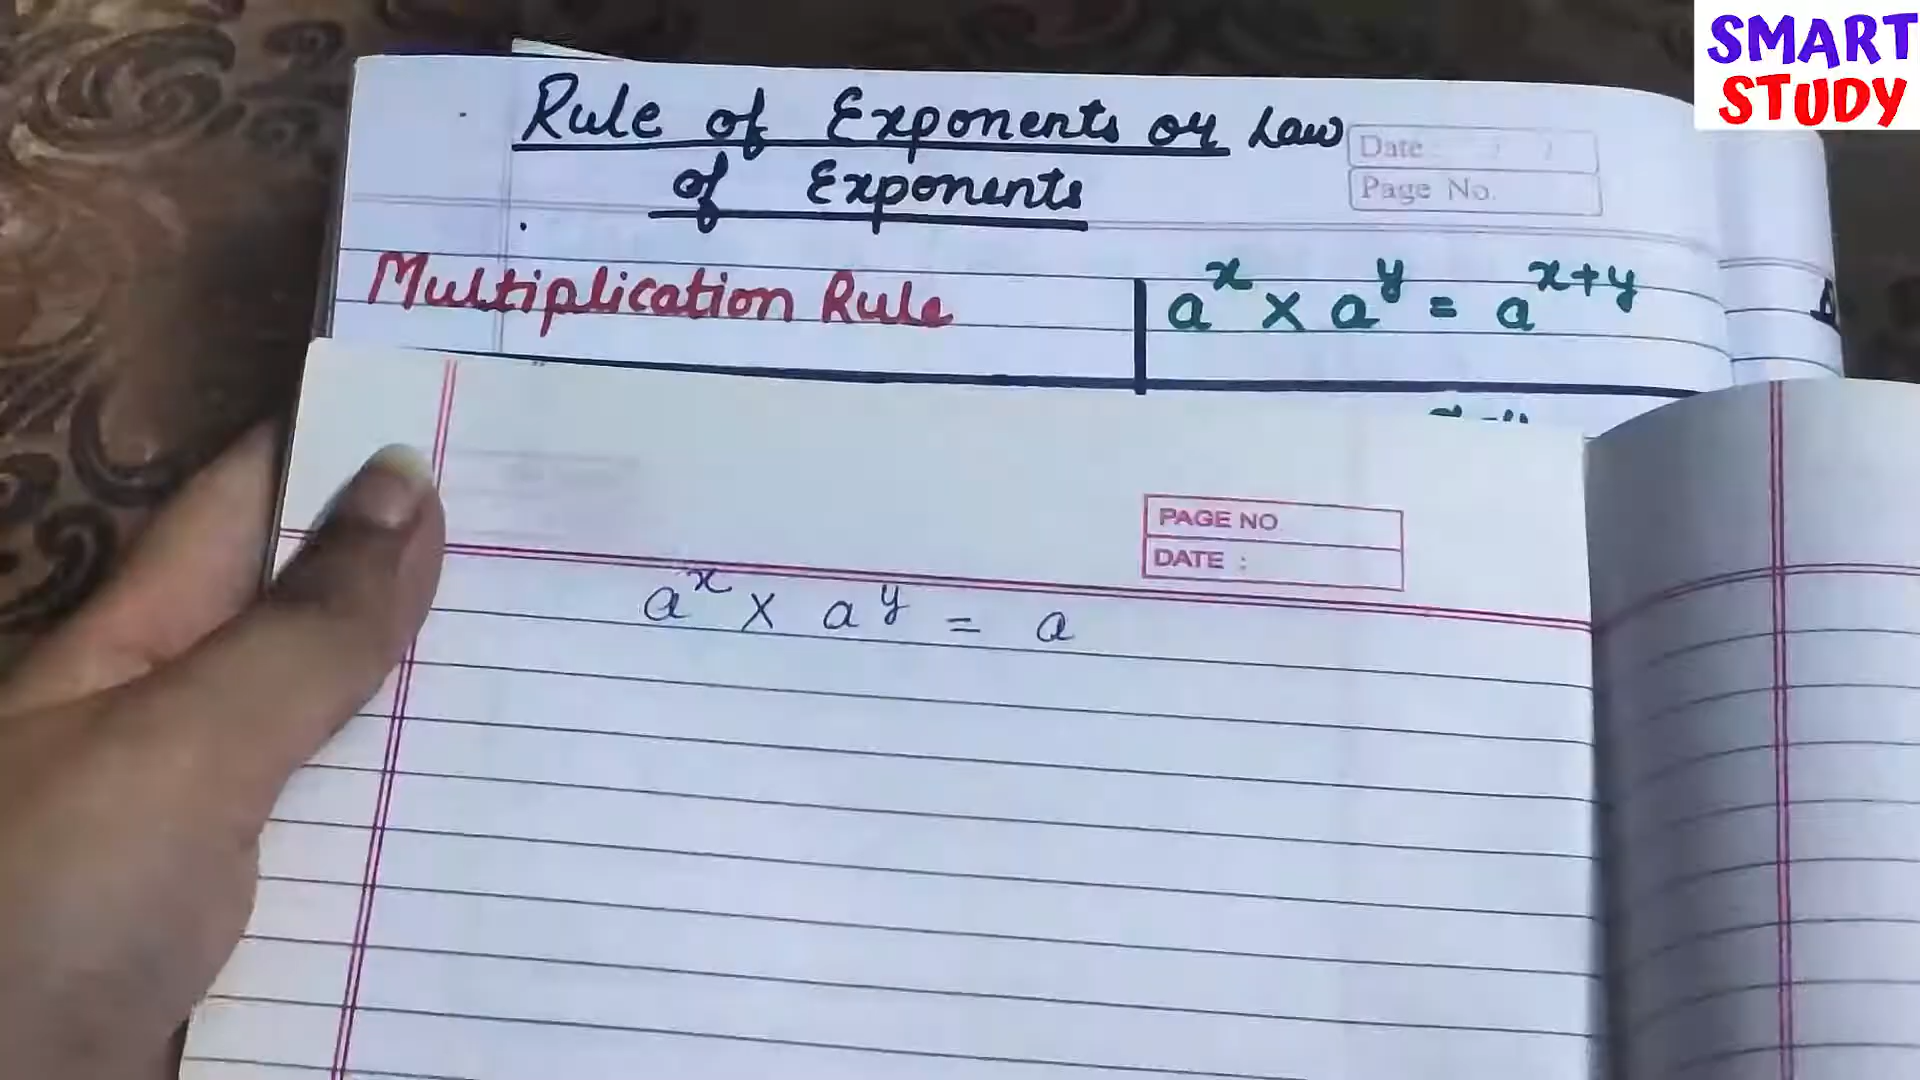 SMART
STUDY
Rule of Exponents or Law
of Exponents
Date : / /
Page No.
Multiplication Rule
a^x × a^y = a^{x+y}
PAGE NO
DATE :
a^x × a^y = a